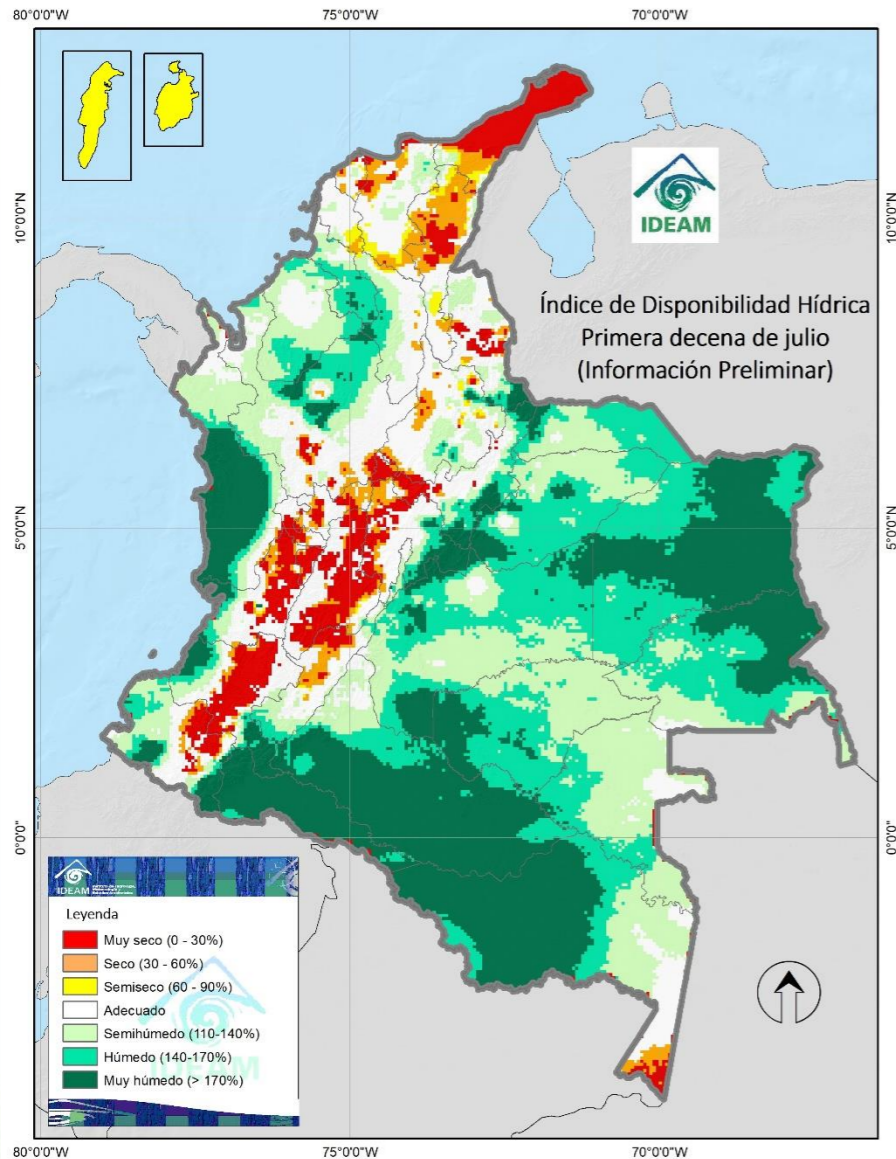 80°0'0"W 75°0'0"W 70°0'0"W
10°0'0"N 10°0'0"N
IDEAM
Índice de Disponibilidad Hídrica
Primera decena de julio
(Información Preliminar)
5°0'0"N 5°0'0"N
0°0'0" 0°0'0"
IDEAM
Leyenda
Muy seco (0 - 30%)
Seco (30 - 60%)
Semiseco (60 - 90%)
Adecuado
Semihúmedo (110-140%)
Húmedo (140-170%)
Muy húmedo (> 170%)
IDEAM
80°0'0"W 75°0'0"W 70°0'0"W